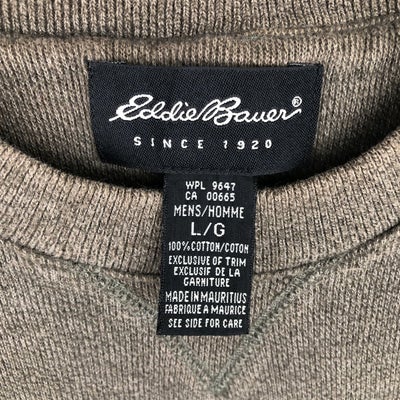 Eddie Bauer®
SINCE 1920
WPL 9647
CA 00665
MENS/HOMME
L/G
100% COTTON/COTON
EXCLUSIVE OF TRIM
EXCLUSIF DE LA
GARNITURE
MADE IN MAURITIUS
FABRIQUE A MAURICE
SEE SIDE FOR CARE